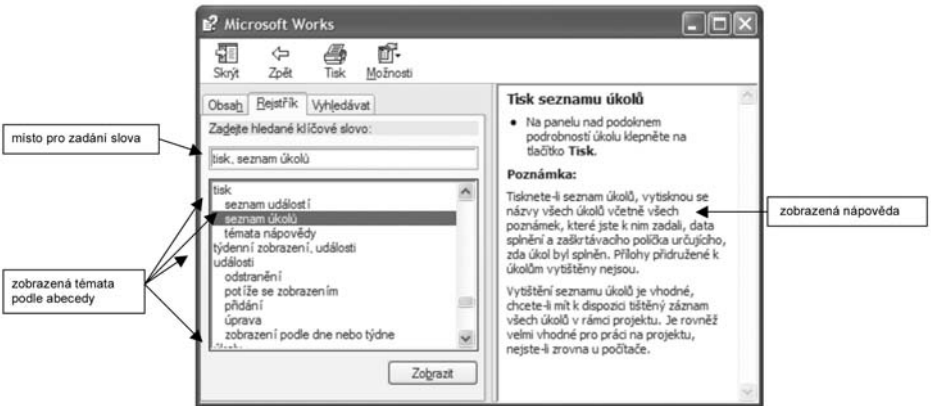 Microsoft Works
Skrýt Zpět Tisk Možnosti
Obsah Rejstřík Vyhledávat
Zadejte hledané klíčové slovo:
místo pro zadání slova
tisk, seznam úkolů
tisk
seznam událostí
seznam úkolů
témata nápovědy
týdenní zobrazení, události
události
odstranění
potíže se zobrazením
přidání
úprava
zobrazení podle dne nebo týdne
zobrazená témata
podle abecedy
Zobrazit
Tisk seznamu úkolů
• Na panelu nad podoknem
podrobností úkolu klepněte na
tlačítko Tisk.
Poznámka:
Tisknete-li seznam úkolů, vytisknou se
názvy všech úkolů včetně všech
poznámek, které jste k nim zadali, data
splnění a zaškrtávacího políčka určujícího,
zda úkol byl splněn. Přílohy přidružené k
úkolům vytištěny nejsou.
Vytištění seznamu úkolů je vhodné,
chcete-li mít k dispozici tištěný záznam
všech úkolů v rámci projektu. Je rovněž
velmi vhodné pro práci na projektu,
nejste-li zrovna u počítače.
zobrazená nápověda